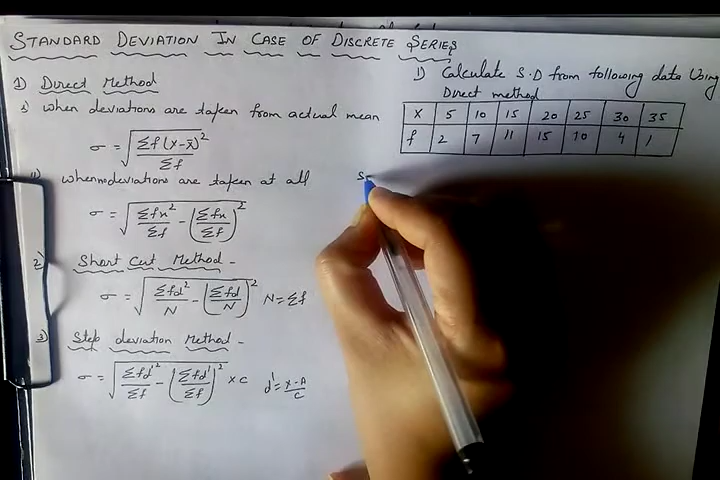 STANDARD DEVIATION IN CASE OF DISCRETE SERIES
1) Direct Method
i) when deviations are taken from actual mean
σ = √(Σf(x-x̄)²/Σf)
ii) when no deviations are taken at all
σ = √(Σfx²/Σf - (Σfx/Σf)²)
2) Short Cut Method -
σ = √(Σfd²/N - (Σfd/N)²) N = Σf
3) Step deviation Method -
σ = √(Σfd'²/Σf - (Σfd'/Σf)²) × c d' = x-A/c
1) Calculate S.D from following data Using
Direct method
X 5 10 15 20 25 30 35
f 2 7 11 15 10 4 1